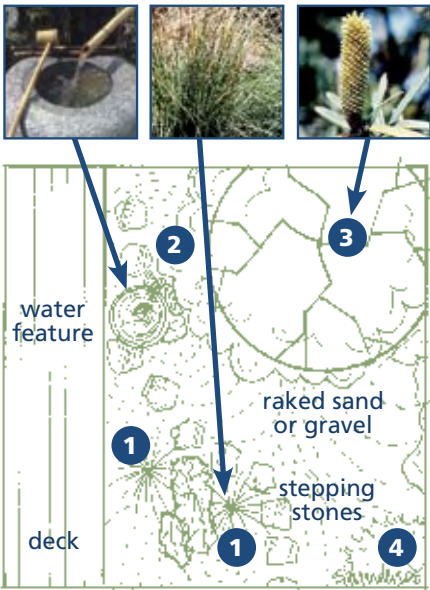 2
3
water
feature
raked sand
or gravel
1
stepping
stones
deck
1
4